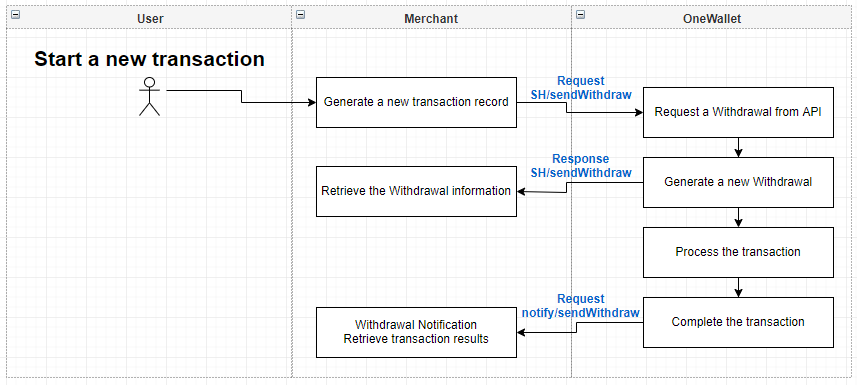 User
Merchant
OneWallet
Start a new transaction
Generate a new transaction record
Request
SH/sendWithdraw
Request a Withdrawal from API
Response
SH/sendWithdraw
Retrieve the Withdrawal information
Generate a new Withdrawal
Process the transaction
Request
notify/sendWithdraw
Withdrawal Notification
Retrieve transaction results
Complete the transaction